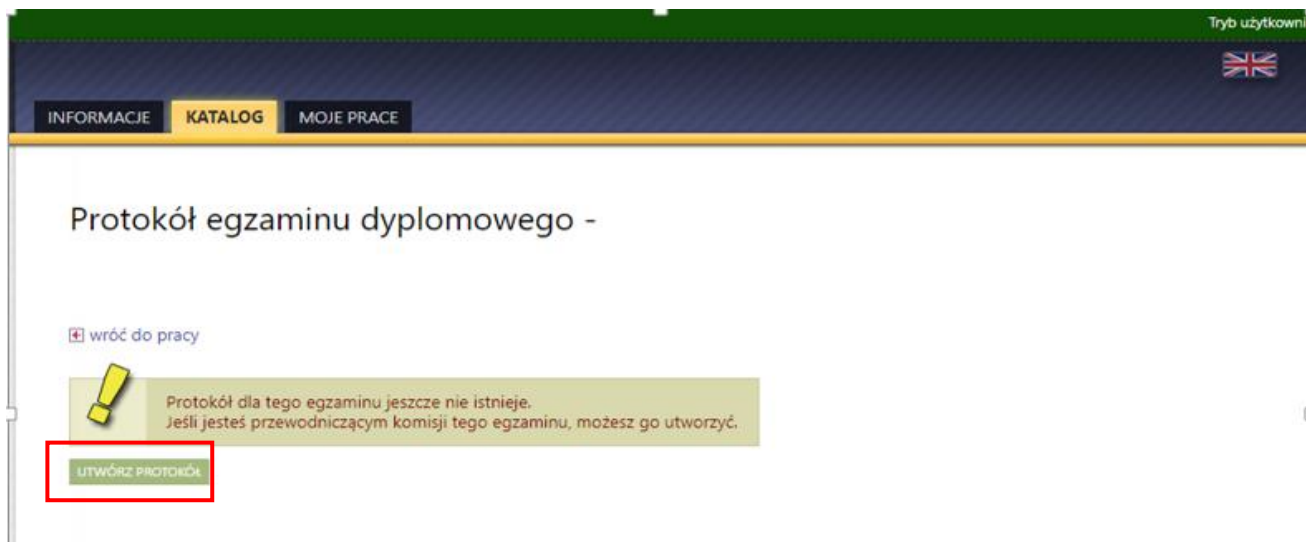 Tryb użytkowni
INFORMACJE KATALOG MOJE PRACE
Protokół egzaminu dyplomowego -
wróć do pracy
Protokół dla tego egzaminu jeszcze nie istnieje.
Jeśli jesteś przewodniczącym komisji tego egzaminu, możesz go utworzyć.
UTWÓRZ PROTOKÓŁ